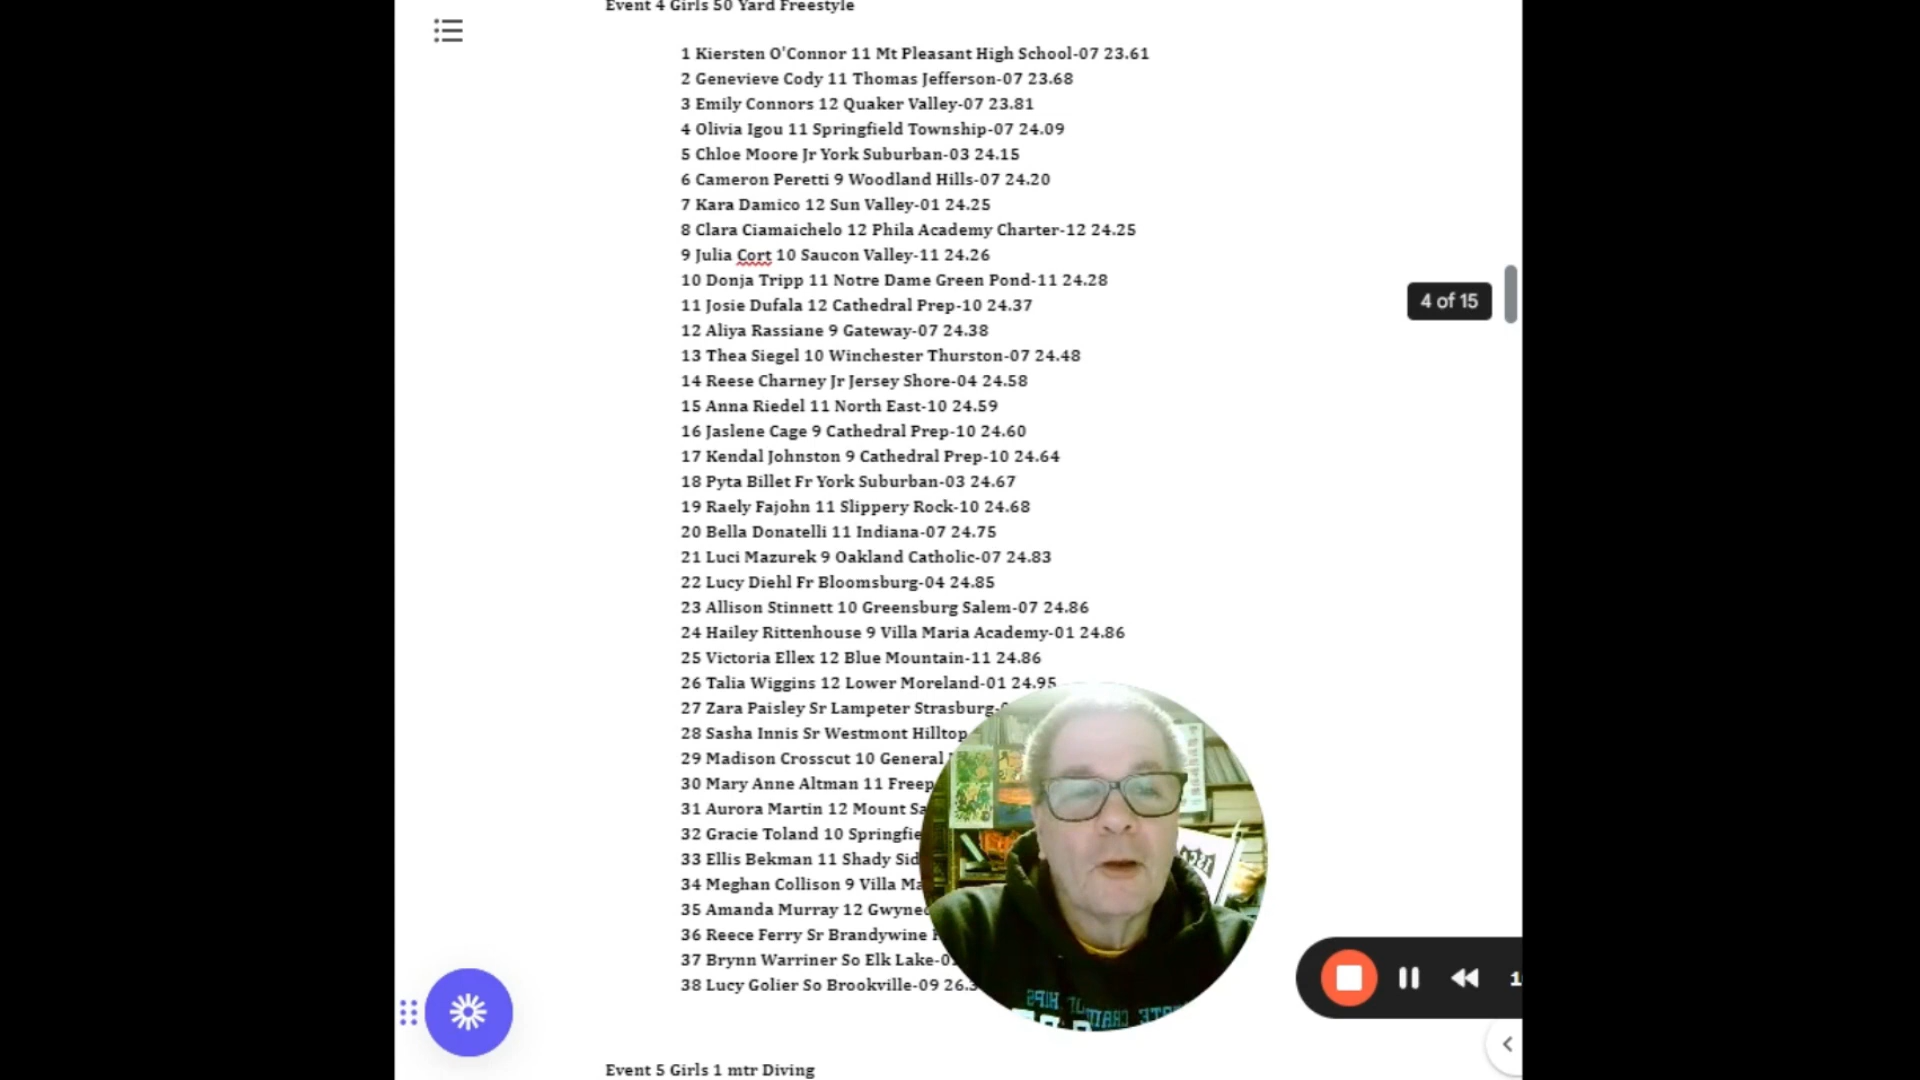 Event 4 Girls 50 Yard Freestyle
1 Kiersten O'Connor 11 Mt Pleasant High School-07 23.61
2 Genevieve Cody 11 Thomas Jefferson-07 23.68
3 Emily Connors 12 Quaker Valley-07 23.81
4 Olivia Igou 11 Springfield Township-07 24.09
5 Chloe Moore Jr York Suburban-03 24.15
6 Cameron Peretti 9 Woodland Hills-07 24.20
7 Kara Damico 12 Sun Valley-01 24.25
8 Clara Ciamaichelo 12 Phila Academy Charter-12 24.25
9 Julia Cort 10 Saucon Valley-11 24.26
10 Donja Tripp 11 Notre Dame Green Pond-11 24.28
11 Josie Dufala 12 Cathedral Prep-10 24.37
4 of 15
12 Aliya Rassiane 9 Gateway-07 24.38
13 Thea Siegel 10 Winchester Thurston-07 24.48
14 Reese Charney Jr Jersey Shore-04 24.58
15 Anna Riedel 11 North East-10 24.59
16 Jaslene Cage 9 Cathedral Prep-10 24.60
17 Kendal Johnston 9 Cathedral Prep-10 24.64
18 Pyta Billet Fr York Suburban-03 24.67
19 Raely Fajohn 11 Slippery Rock-10 24.68
20 Bella Donatelli 11 Indiana-07 24.75
21 Luci Mazurek 9 Oakland Catholic-07 24.83
22 Lucy Diehl Fr Bloomsburg-04 24.85
23 Allison Stinnett 10 Greensburg Salem-07 24.86
24 Hailey Rittenhouse 9 Villa Maria Academy-01 24.86
25 Victoria Ellex 12 Blue Mountain-11 24.86
26 Talia Wiggins 12 Lower Moreland-01 24.95
27 Zara Paisley Sr Lampeter Strasburg-
28 Sasha Innis Sr Westmont Hilltop
29 Madison Crosscut 10 General
30 Mary Anne Altman 11
31 Aurora Martin 12 Mount
32 Gracie Toland 10
33 Ellis Bekman 11 Shady
34 Meghan Collison 9 Villa
35 Amanda Murray 12
36 Reece Ferry Sr Brandywine
37 Brynn Warriner So Elk Lake-
38 Lucy Golier So Brookville-09
Event 5 Girls 1 mtr Diving